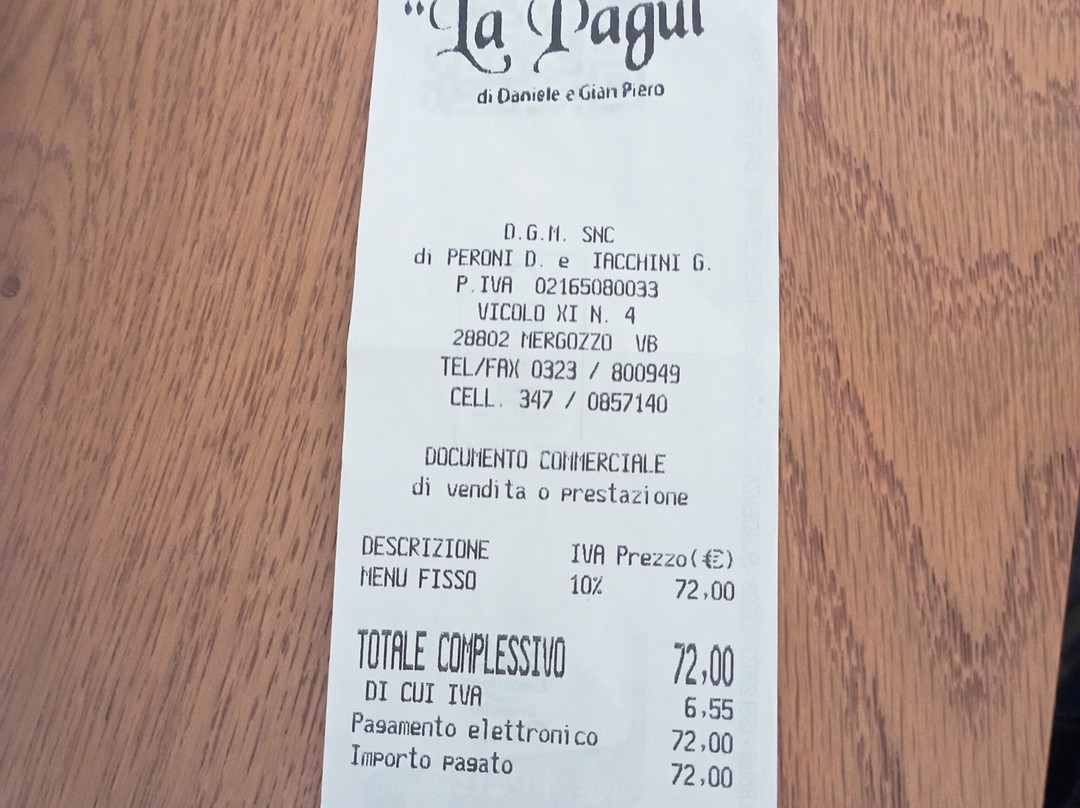 "La Pagul
di Daniele e Gian Piero
D.G.M. SNC
di PERONI D. e IACCHINI G.
P.IVA 02165080033
VICOLO XI N. 4
28802 MERGOZZO VB
TEL/FAX 0323 / 800949
CELL. 347 / 0857140
DOCUMENTO COMMERCIALE
di vendita o prestazione
DESCRIZIONE IVA Prezzo(€)
MENU FISSO 10% 72,00
TOTALE COMPLESSIVO 72,00
DI CUI IVA 6,55
Pagamento elettronico 72,00
Importo pagato 72,00